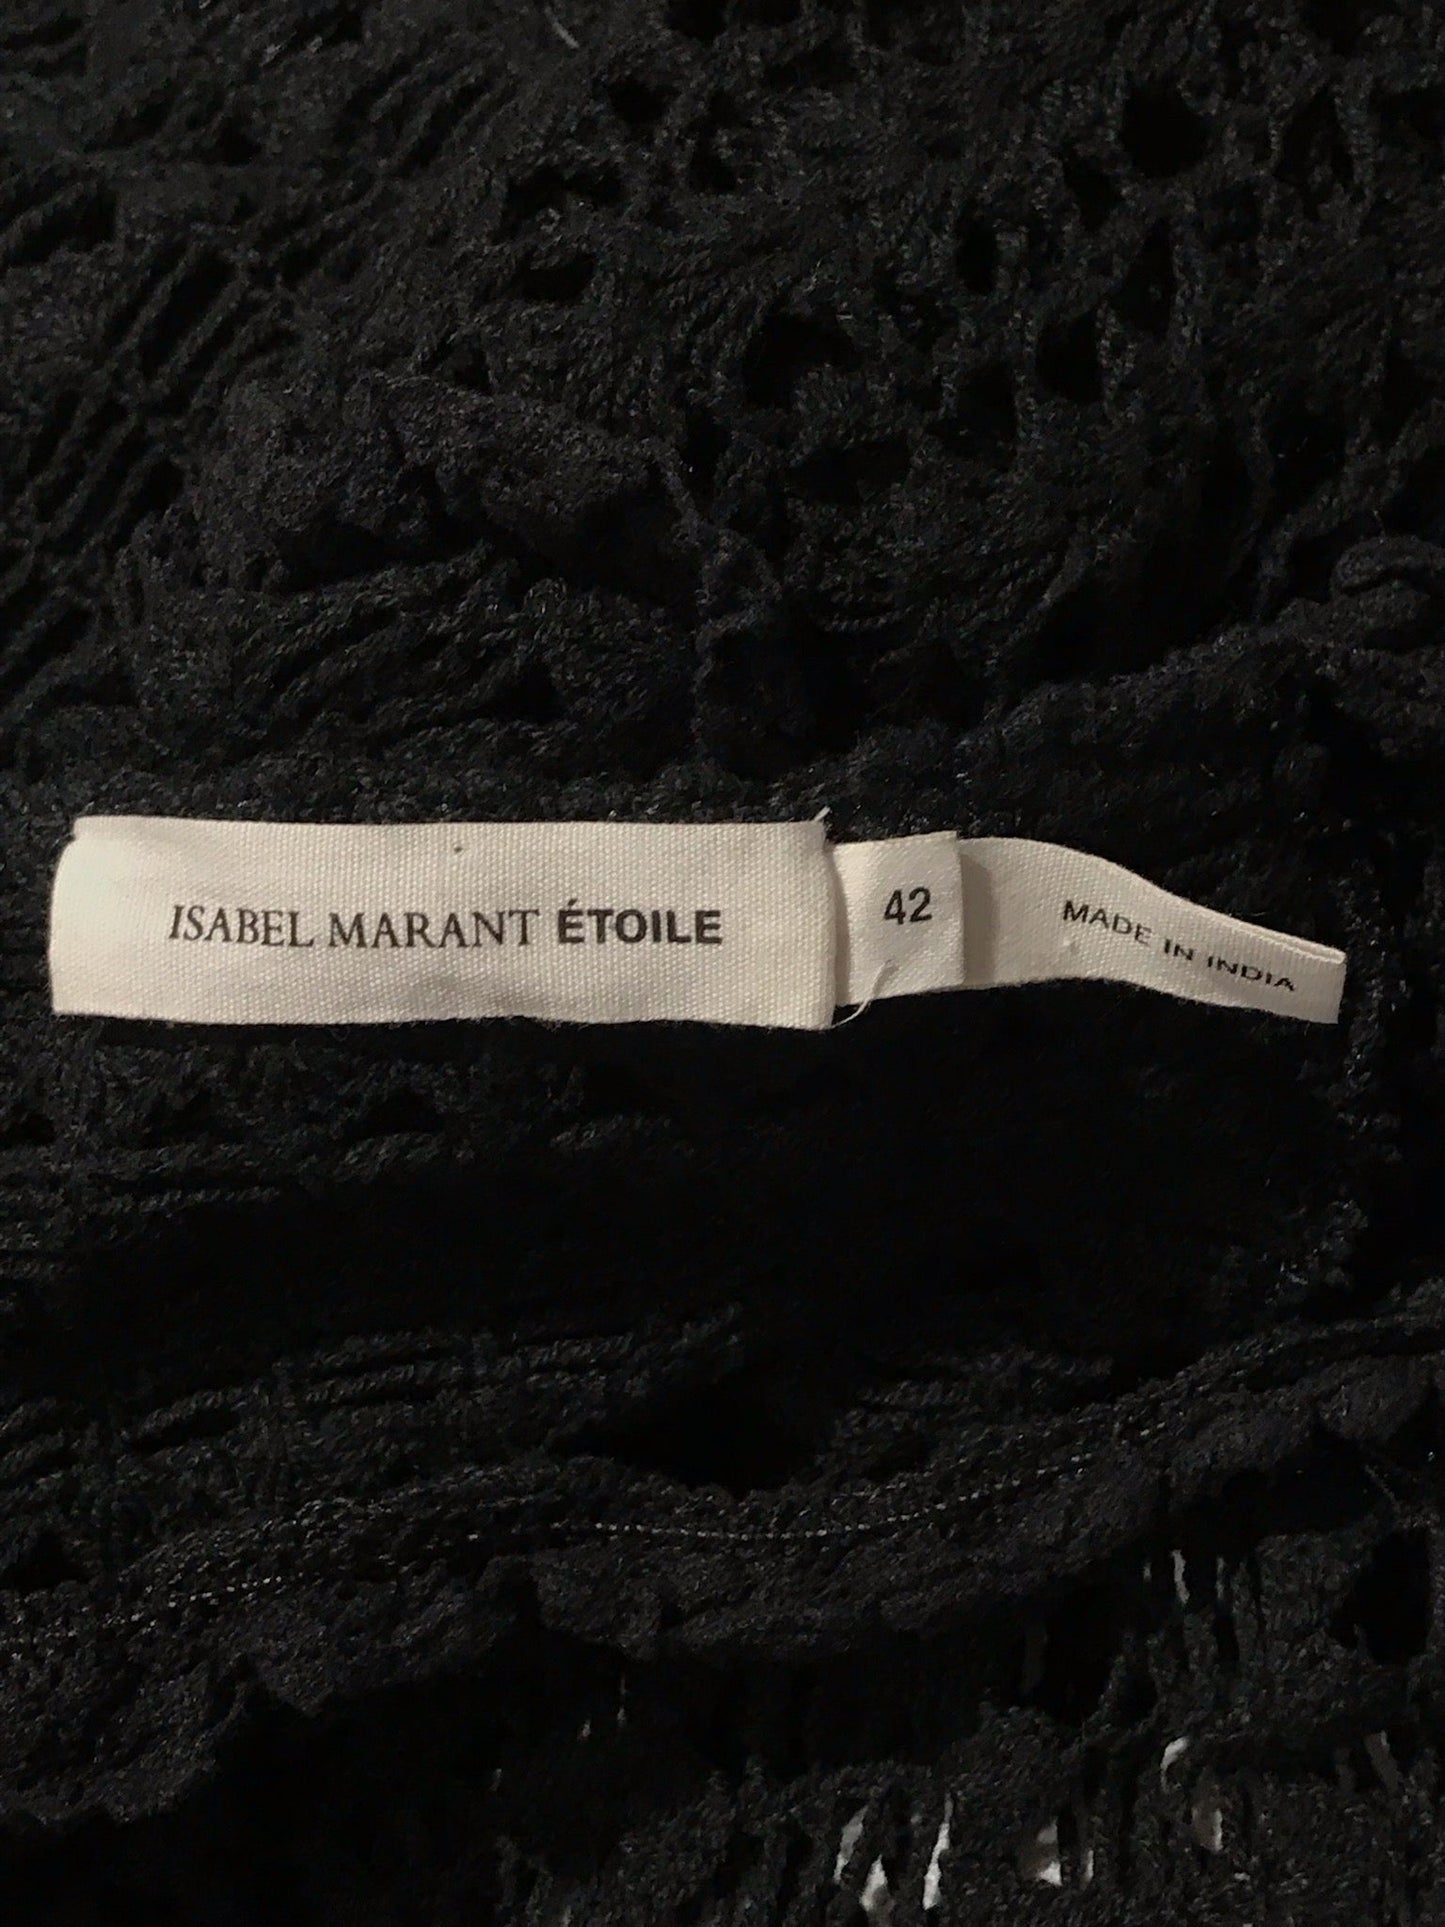 ISABEL MARANT ÉTOILE
42
MADE IN INDIA